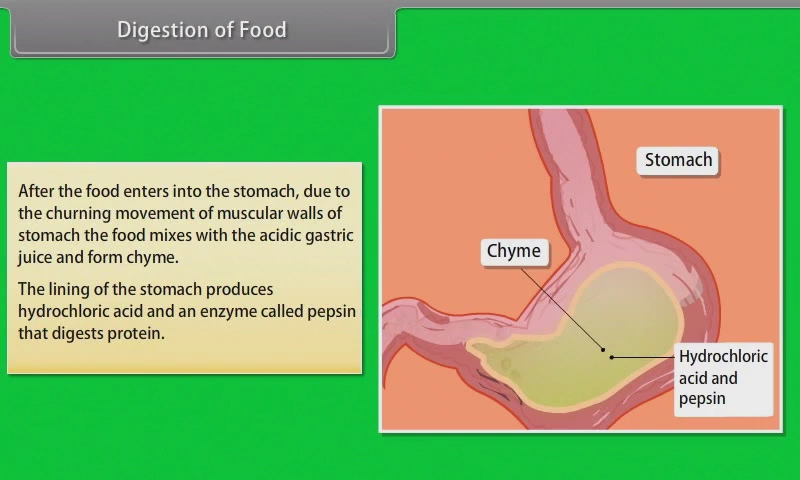 Digestion of Food
After the food enters into the stomach, due to
the churning movement of muscular walls of
stomach the food mixes with the acidic gastric
juice and form chyme.
The lining of the stomach produces
hydrochloric acid and an enzyme called pepsin
that digests protein.
Stomach
Chyme
Hydrochloric
acid and
pepsin